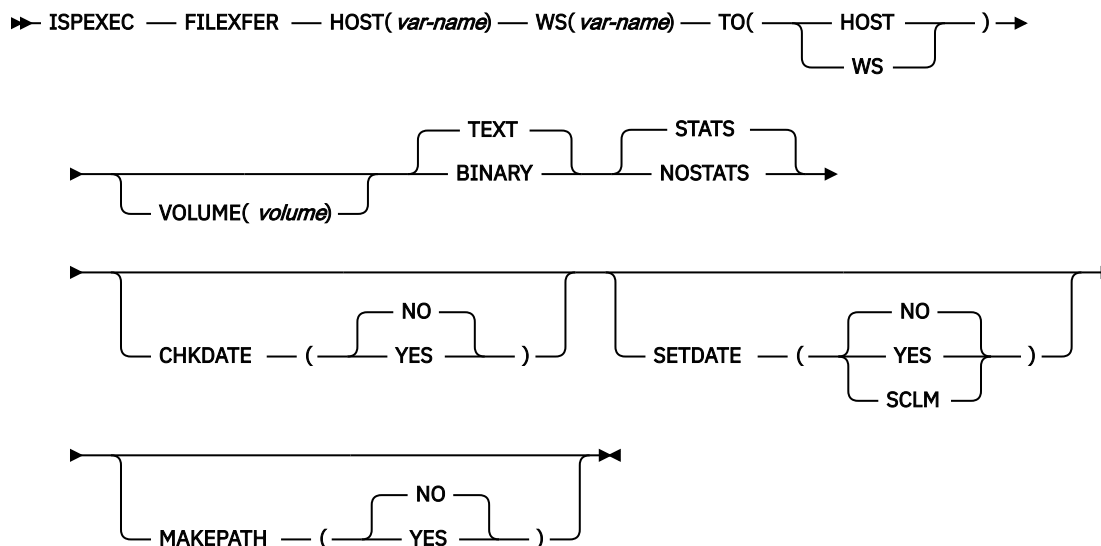 ISPEXEC FILEXFER HOST( var-name) WS( var-name) TO( HOST )
WS
TEXT STATS
BINARY NOSTATS
VOLUME( volume)
NO NO
CHKDATE ( YES ) SETDATE ( YES )
SCLM
NO
MAKEPATH ( YES )